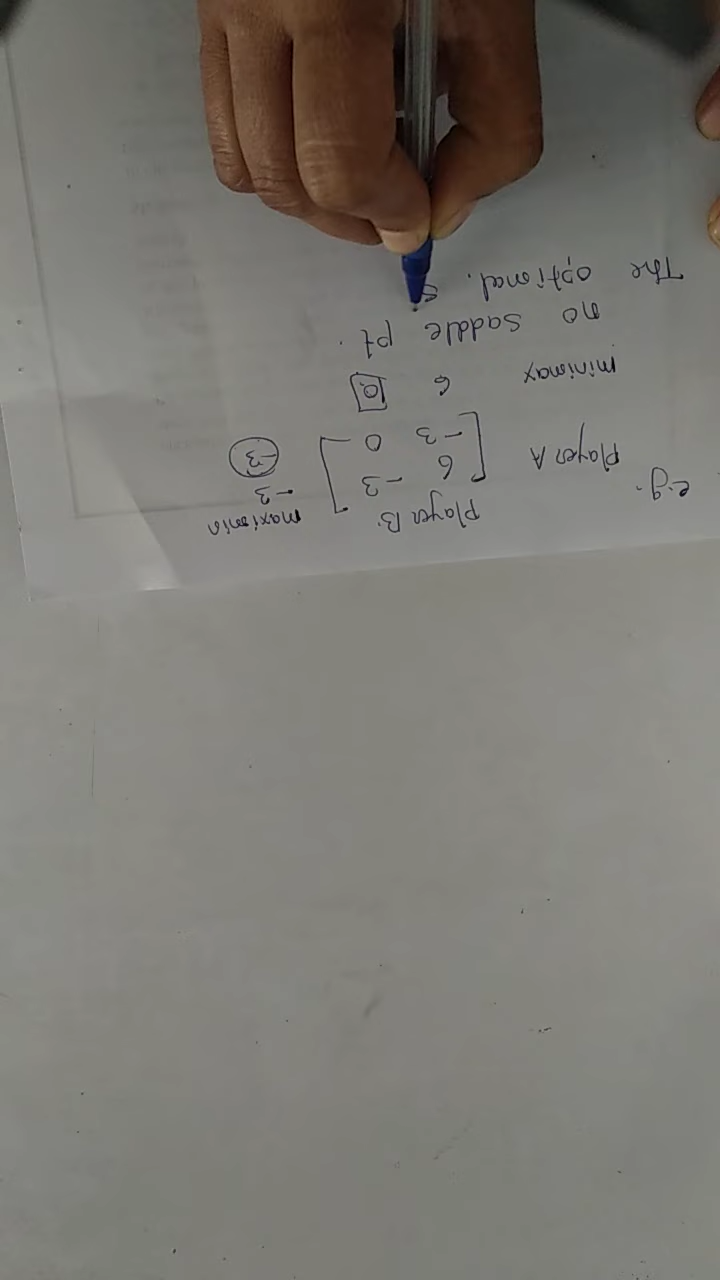 e.g.
Player B maximin
Player A [ 6 -3 ] -3
[ -3 0 ] -3
minimax 6 0
no saddle pt.
The optimal. s